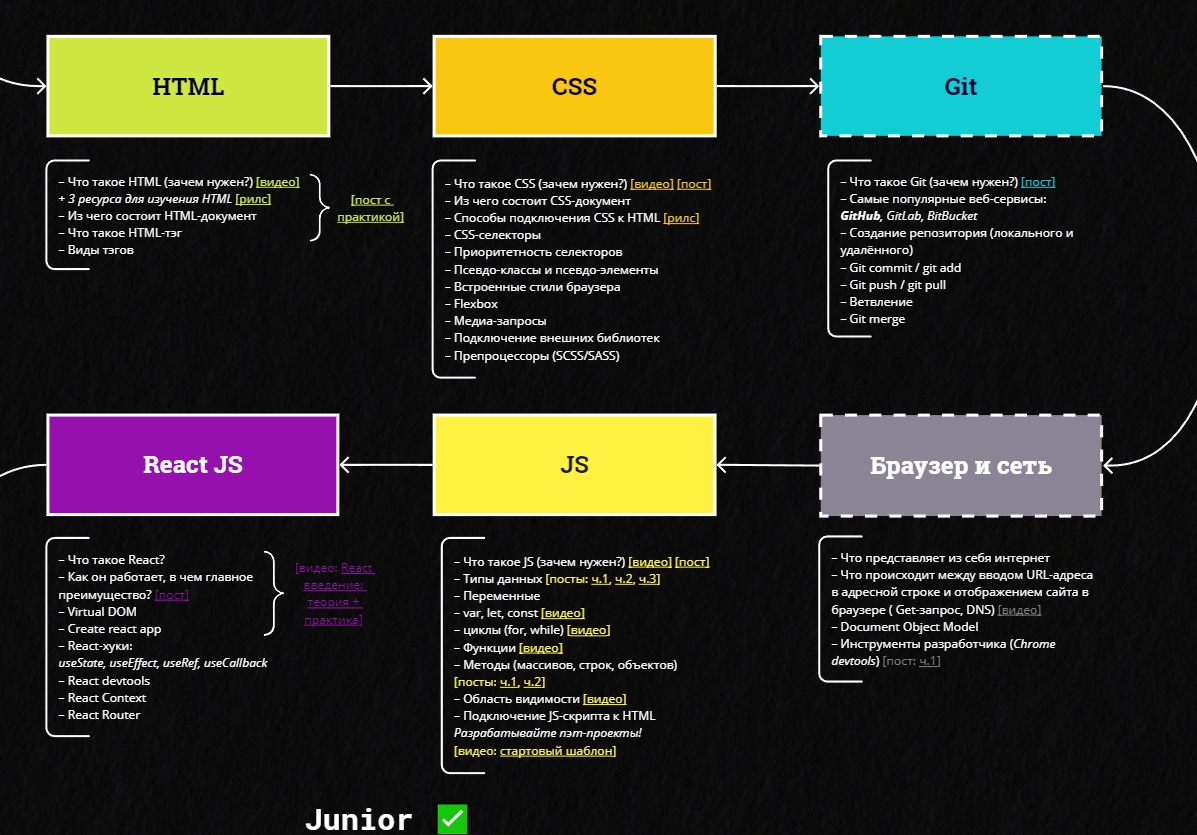 HTML
– Что такое HTML (зачем нужен?) [видео]
+ 3 ресурса для изучения HTML [рилс]
– Из чего состоит HTML-документ
– Что такое HTML-тэг
– Виды тэгов
[пост с
практикой]
CSS
– Что такое CSS (зачем нужен?) [видео] [пост]
– Из чего состоит CSS-документ
– Способы подключения CSS к HTML [рилс]
– CSS-селекторы
– Приоритетность селекторов
– Псевдо-классы и псевдо-элементы
– Встроенные стили браузера
– Flexbox
– Медиа-запросы
– Подключение внешних библиотек
– Препроцессоры (SCSS/SASS)
Git
– Что такое Git (зачем нужен?) [пост]
– Самые популярные веб-сервисы:
GitHub, GitLab, BitBucket
– Создание репозитория (локального и
удалённого)
– Git commit / git add
– Git push / git pull
– Ветвление
– Git merge
React JS
– Что такое React?
– Как он работает, в чем главное
преимущество? [пост]
– Virtual DOM
– Create react app
– React-хуки:
useState, useEffect, useRef, useCallback
– React devtools
– React Context
– React Router
[видео: React
введение:
теория +
практика]
JS
– Что такое JS (зачем нужен?) [видео] [пост]
– Типы данных [посты: ч.1, ч.2, ч.3]
– Переменные
– var, let, const [видео]
– циклы (for, while) [видео]
– Функции [видео]
– Методы (массивов, строк, объектов)
[посты: ч.1, ч.2]
– Область видимости [видео]
– Подключение JS-скрипта к HTML
Разрабатывайте пэт-проекты!
[видео: стартовый шаблон]
Браузер и сеть
– Что представляет из себя интернет
– Что происходит между вводом URL-адреса
в адресной строке и отображением сайта в
браузере ( Get-запрос, DNS) [видео]
– Document Object Model
– Инструменты разработчика (Chrome
devtools) [пост: ч.1]
Junior ✅